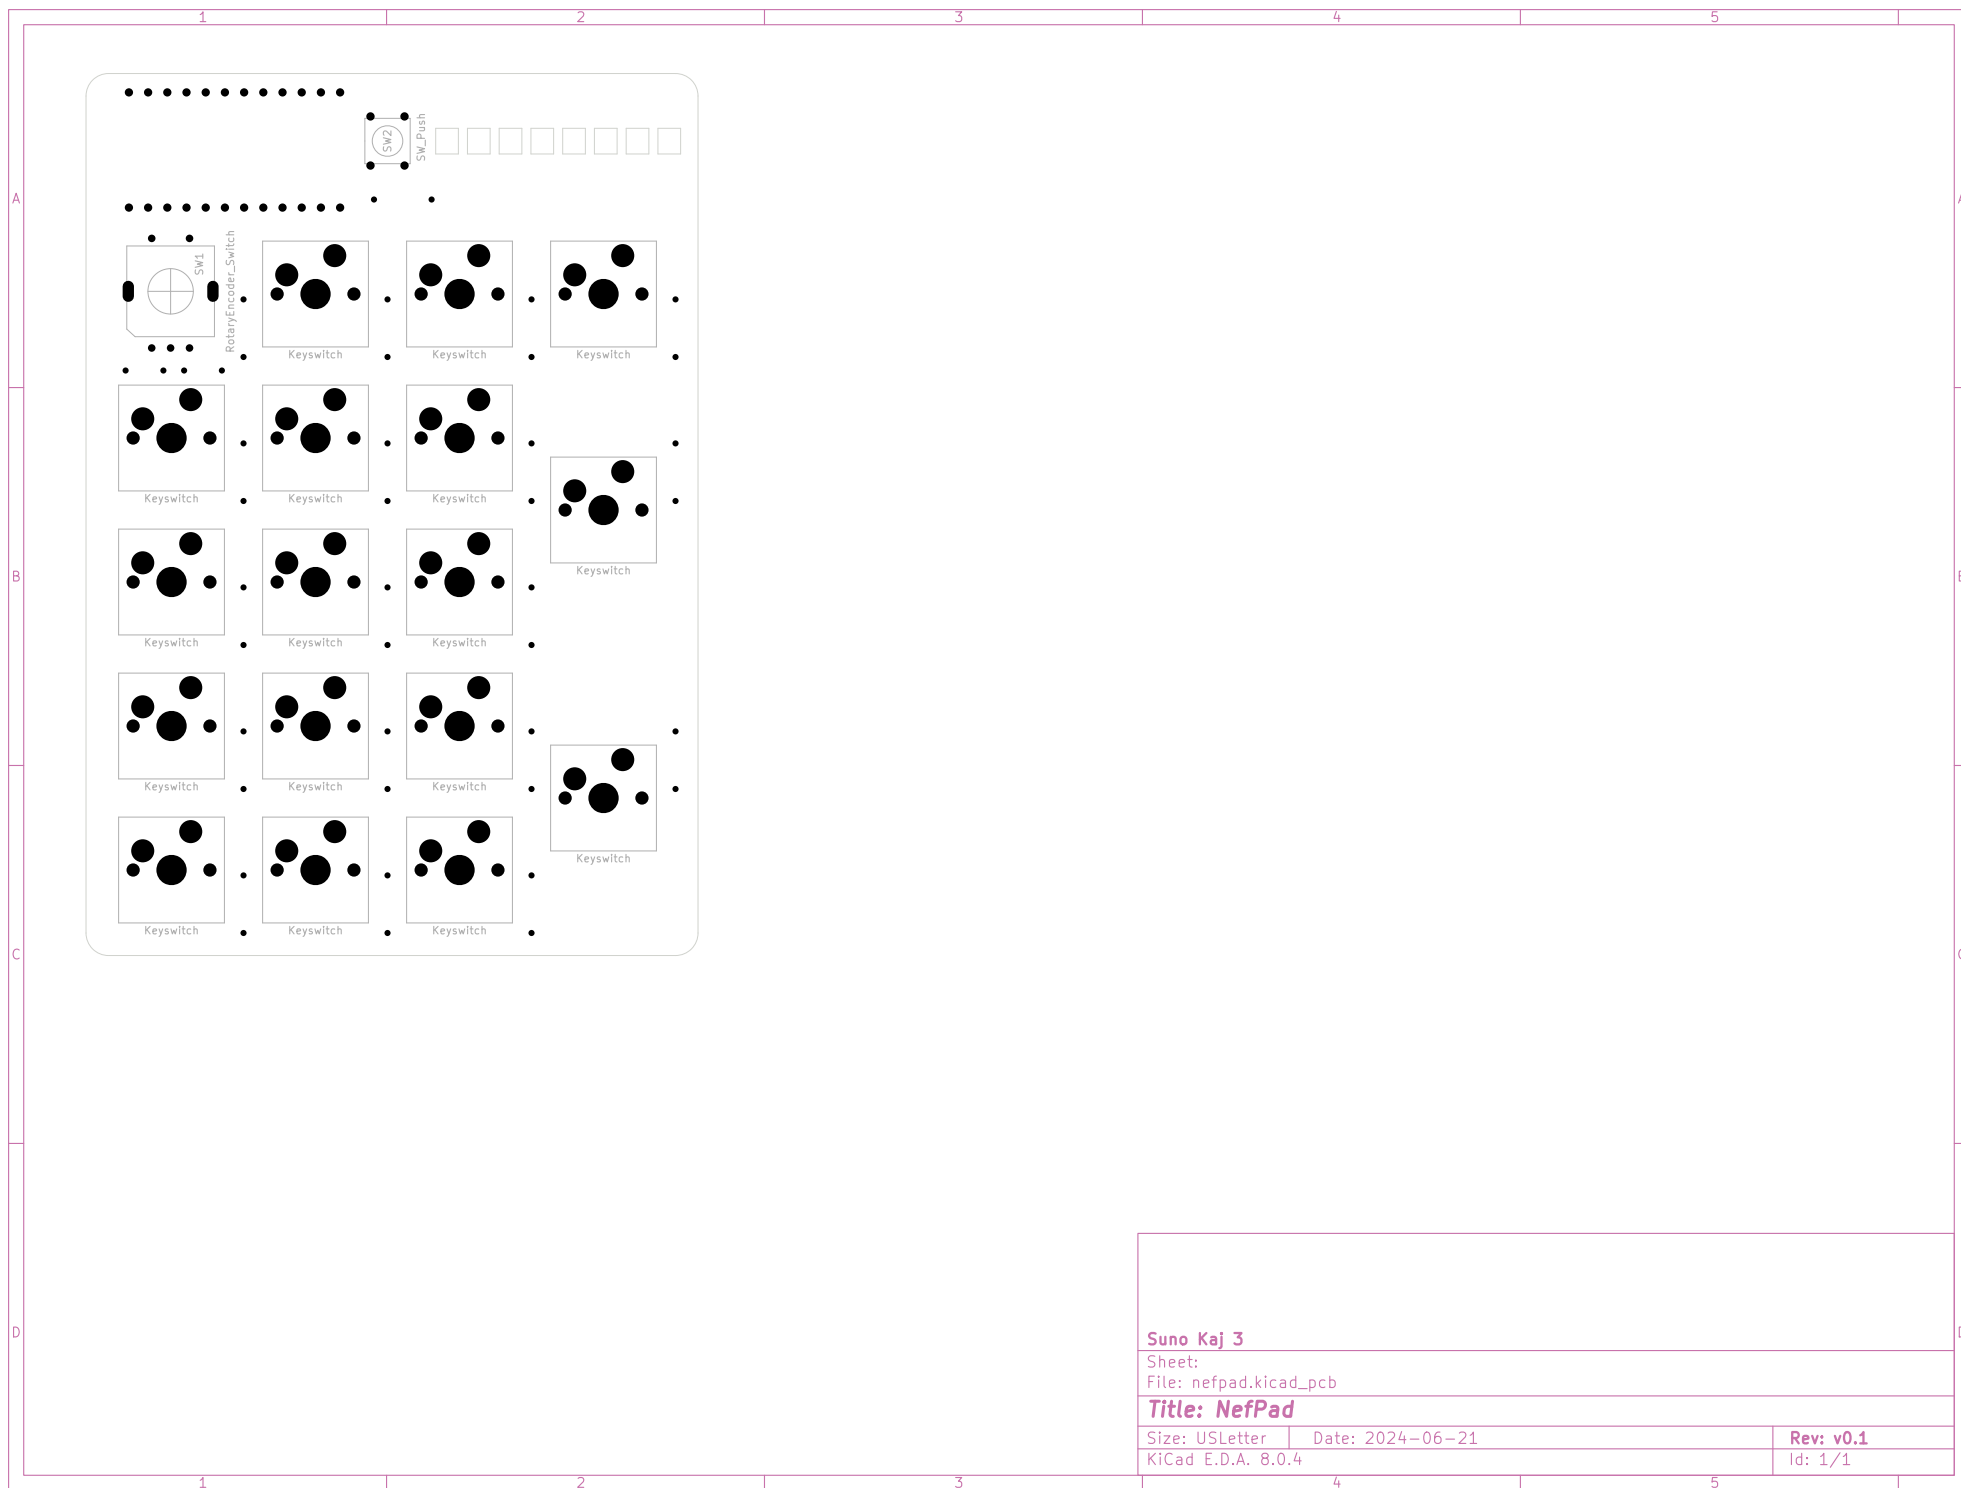 1 2 3 4 5
SW2
SW_Push
A
SW1
RotaryEncoder_Switch
Keyswitch Keyswitch Keyswitch
Keyswitch Keyswitch Keyswitch
Keyswitch
B
Keyswitch Keyswitch Keyswitch
Keyswitch Keyswitch Keyswitch
Keyswitch
Keyswitch Keyswitch Keyswitch
C
D
Suno Kaj 3
Sheet:
File: nefpad.kicad_pcb
Title: NefPad
Size: USLetter Date: 2024-06-21 Rev: v0.1
KiCad E.D.A. 8.0.4 Id: 1/1
1 2 3 4 5